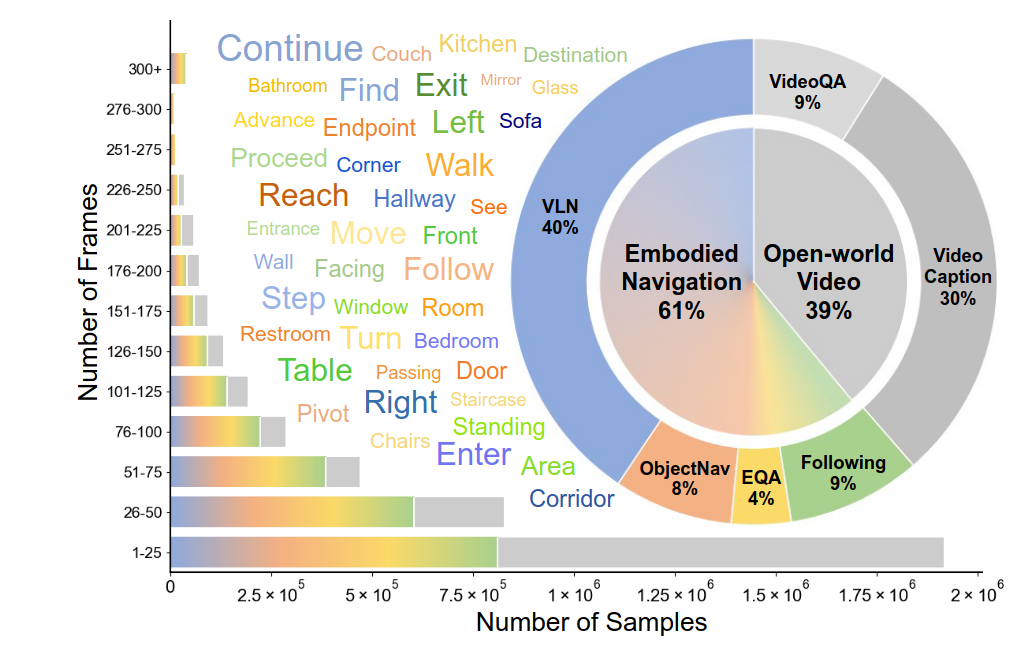 Continue
Couch
Kitchen
Destination
Bathroom
Find
Exit
Mirror
Glass
Advance
Endpoint
Left
Sofa
Proceed
Corner
Walk
Reach
Hallway
See
Entrance
Move
Front
Wall
Facing
Follow
Step
Window
Room
Restroom
Turn
Bedroom
Table
Passing
Door
Pivot
Right
Staircase
Chairs
Standing
Enter
Area
Corridor
VLN
40%
VideoQA
9%
Video
Caption
30%
Embodied
Navigation
61%
Open-world
Video
39%
ObjectNav
8%
EQA
4%
Following
9%
Number of Frames
300+
276-300
251-275
226-250
201-225
176-200
151-175
126-150
101-125
76-100
51-75
26-50
1-25
0
2.5 × 10⁵
5 × 10⁵
7.5 × 10⁵
1 × 10⁶
1.25 × 10⁶
1.5 × 10⁶
1.75 × 10⁶
2 × 10⁶
Number of Samples